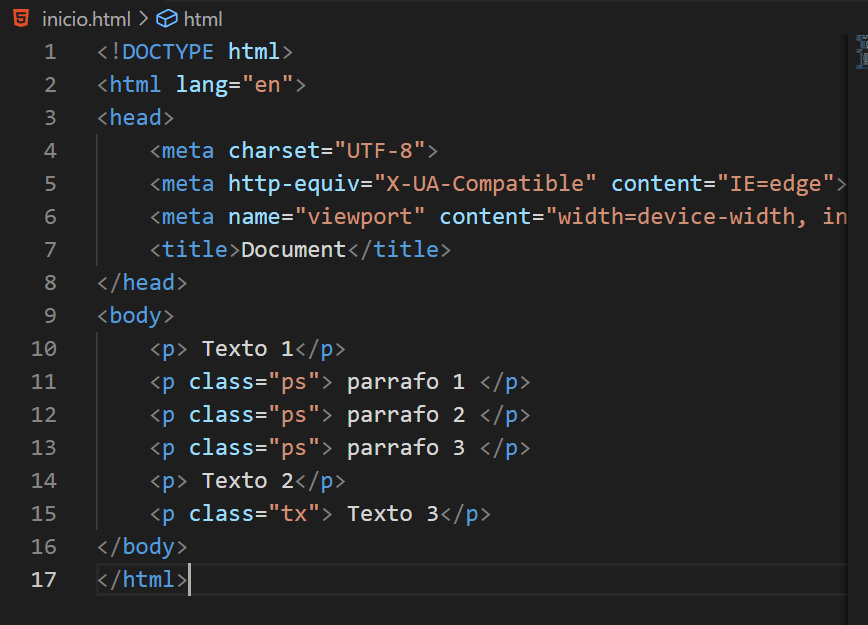 inicio.html > html
1 <!DOCTYPE html>
2 <html lang="en">
3 <head>
4     <meta charset="UTF-8">
5     <meta http-equiv="X-UA-Compatible" content="IE=edge">
6     <meta name="viewport" content="width=device-width, in
7     <title>Document</title>
8 </head>
9 <body>
10     <p> Texto 1</p>
11     <p class="ps"> parrafo 1 </p>
12     <p class="ps"> parrafo 2 </p>
13     <p class="ps"> parrafo 3 </p>
14     <p> Texto 2</p>
15     <p class="tx"> Texto 3</p>
16 </body>
17 </html>